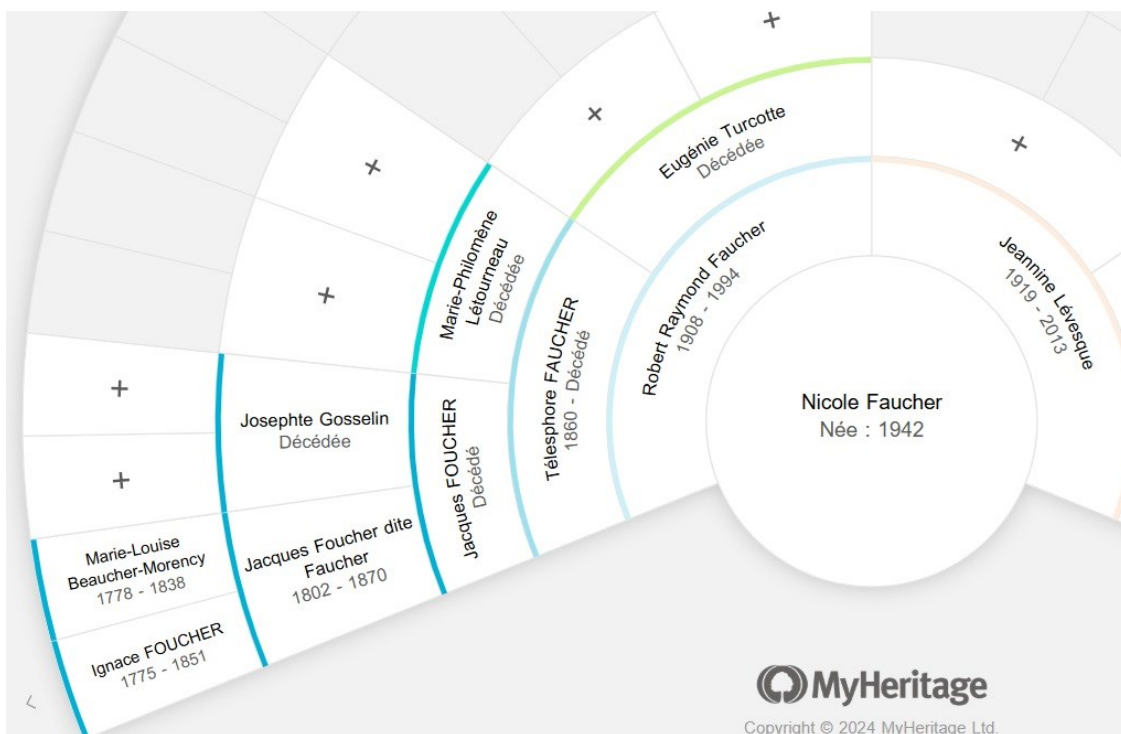 +
+
Eugénie Turcotte
Décédée
+
+
Marie-Philomène
Létourneau
Décédée
Robert Raymond Faucher
1908 - 1994
Jeannine Lévesque
1919 - 2013
+
Télesphore FAUCHER
1860 - Décédé
+
Josephte Gosselin
Décédée
Jacques FOUCHER
Décédé
Nicole Faucher
Née : 1942
+
Marie-Louise
Beaucher-Morency
1778 - 1838
Jacques Foucher dite
Faucher
1802 - 1870
Ignace FOUCHER
1775 - 1851
MyHeritage
Copyright © 2024 MyHeritage Ltd.